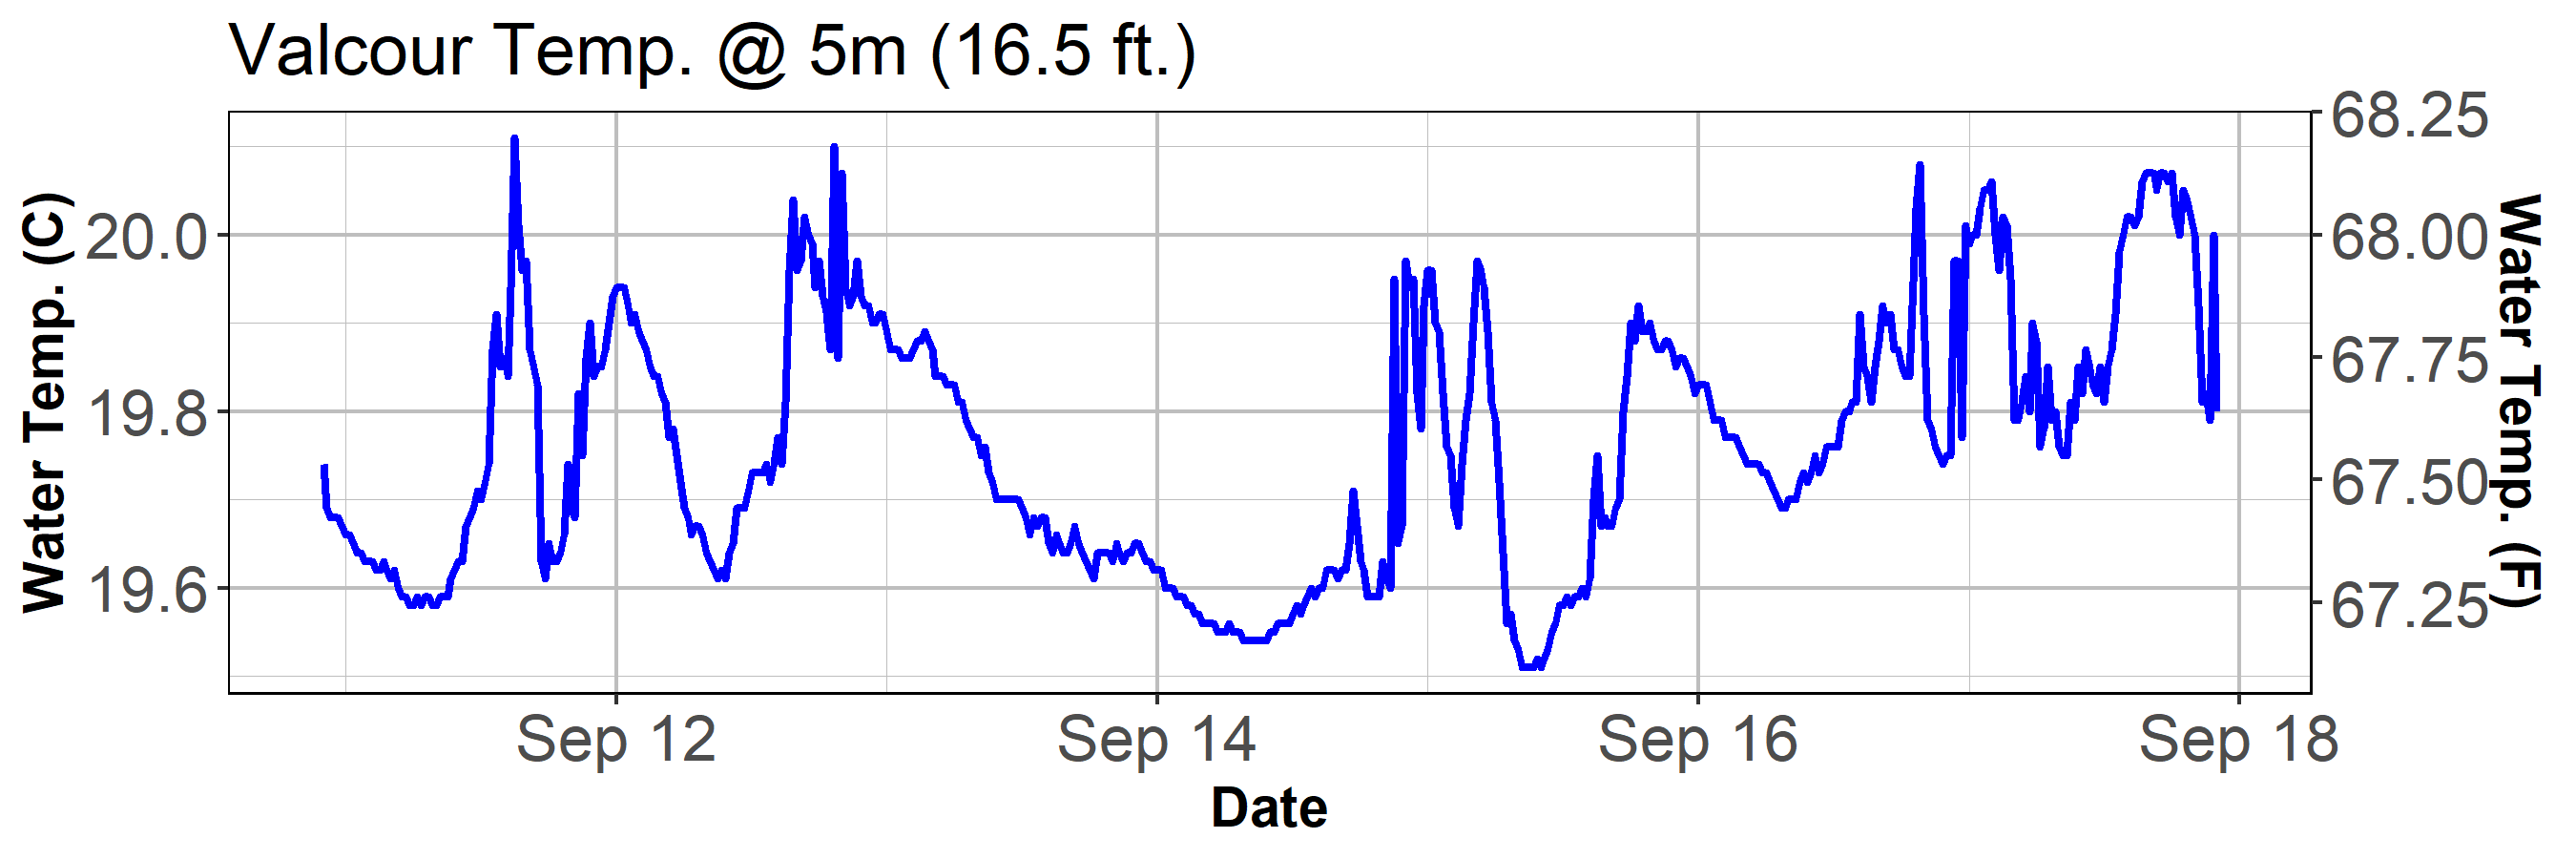 Valcour Temp. @ 5m (16.5 ft.)
Water Temp. (C)
20.0
19.8
19.6
68.25
68.00
67.75
67.50
67.25
Water Temp. (F)
Sep 12
Sep 14
Sep 16
Sep 18
Date